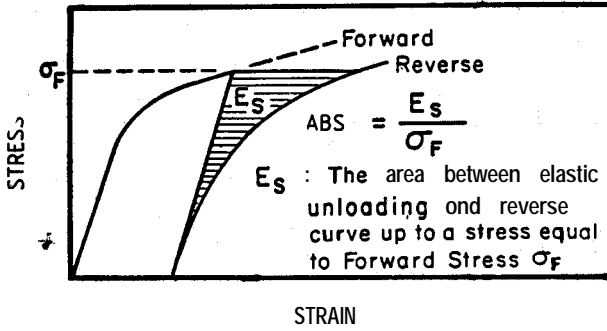 Forward
σF
Reverse
ES
ABS = ES / σF
ES : The area between elastic
unloading ond reverse
curve up to a stress equal
to Forward Stress σF
STRESS
STRAIN